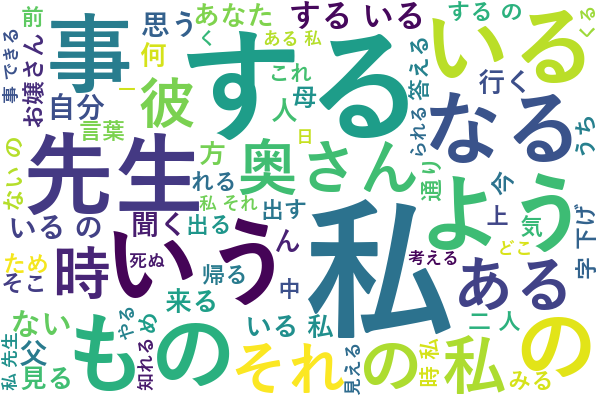 前
あなた
する いる
するの
くる
事 できる
お嬢さん
事
思う
く
ある 私
何
する
いる
答える
これ
母
行く
自分
彼
人
一
言葉
日
られる
うち
先生
奥さん
なる
方
れる
通り
ない の
私 それ
出す
今
いる の
聞く
出る
ん
私
よう
上
気
字 下げ
ため
時
いう
死ぬ
考える
ある
どこ
そこ
帰る
中
来る
ない
やる
め
いる 私
二 人
父
もの
それ
の
私
の
私 先生
見る
知れる
見える
時 私
みる